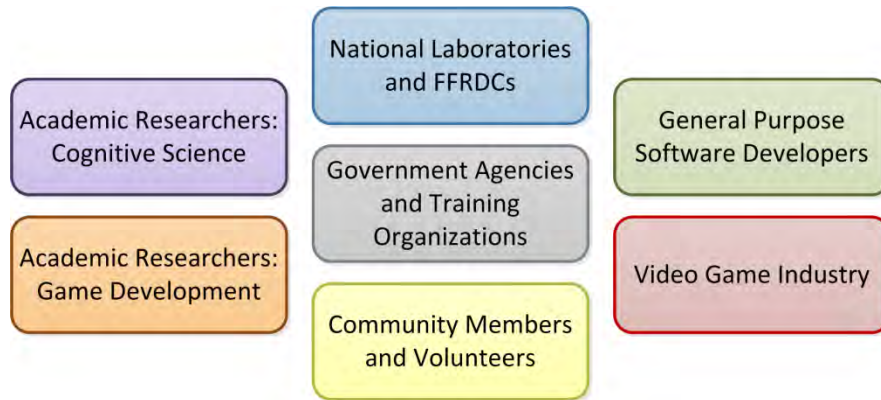 Academic Researchers:
Cognitive Science
Academic Researchers:
Game Development
National Laboratories
and FFRDCs
Government Agencies
and Training
Organizations
Community Members
and Volunteers
General Purpose
Software Developers
Video Game Industry